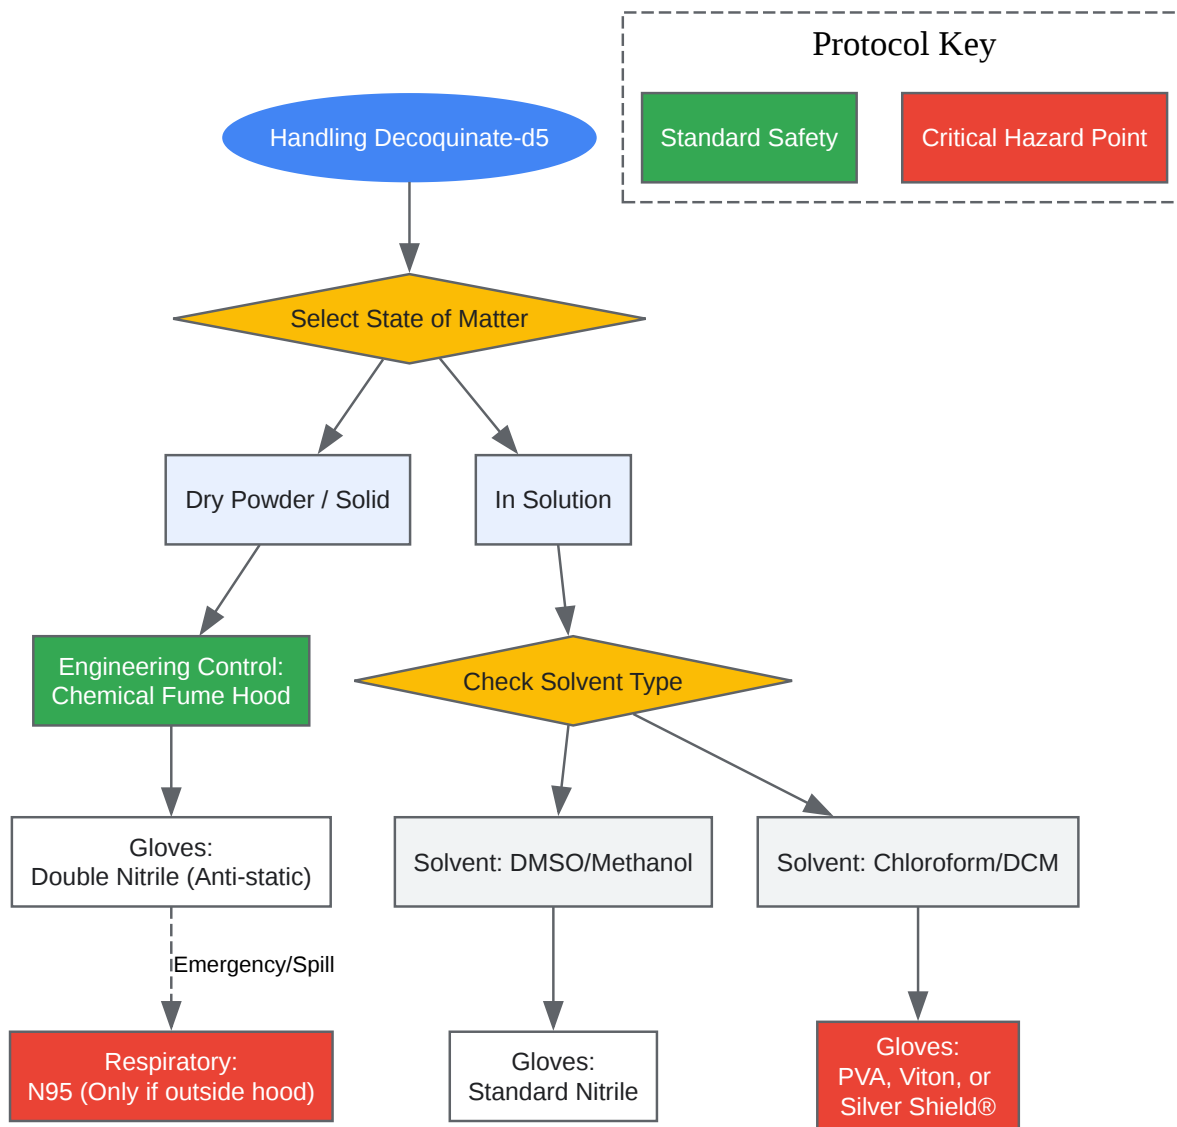 Protocol Key
Standard Safety
Critical Hazard Point
Handling Decoquinate-d5
Select State of Matter
Dry Powder / Solid
In Solution
Engineering Control:
Chemical Fume Hood
Check Solvent Type
Gloves:
Double Nitrile (Anti-static)
Solvent: DMSO/Methanol
Solvent: Chloroform/DCM
Emergency/Spill
Respiratory:
N95 (Only if outside hood)
Gloves:
Standard Nitrile
Gloves:
PVA, Viton, or
Silver Shield®